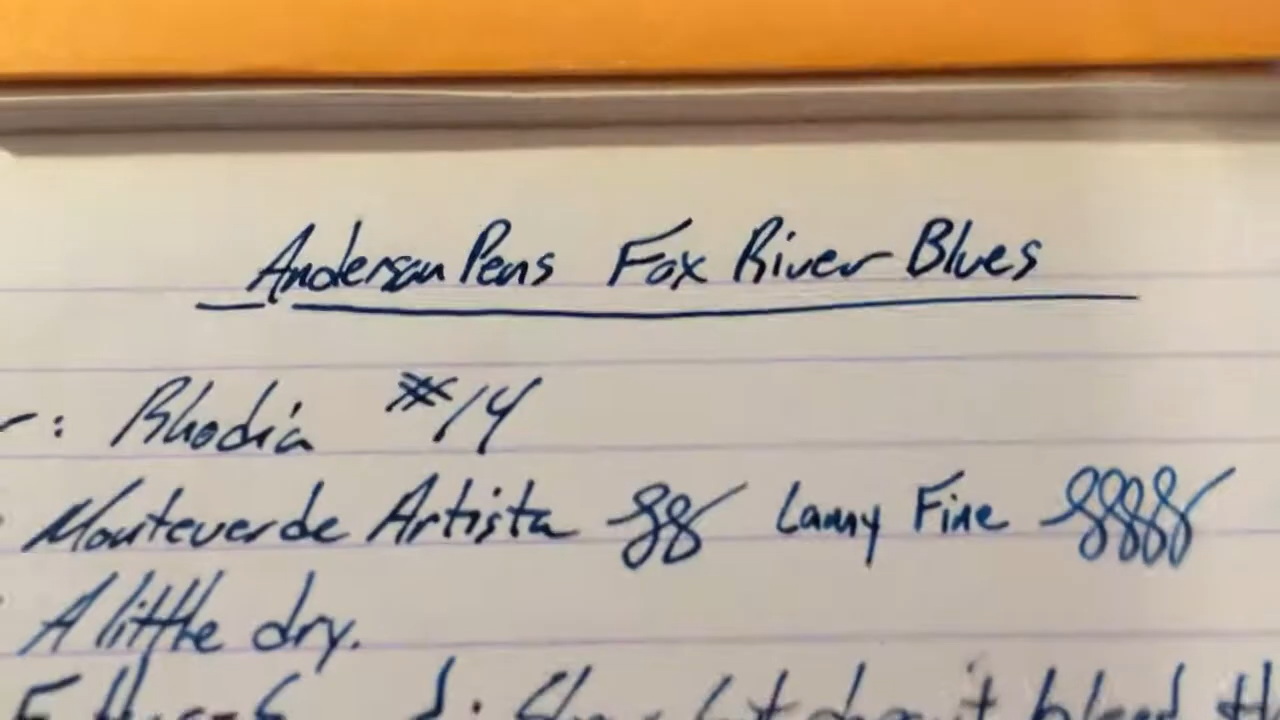 Anderson Pens Fox River Blues
: Rhodia #14
Monteverde Artista Lamy Fine
A little dry.